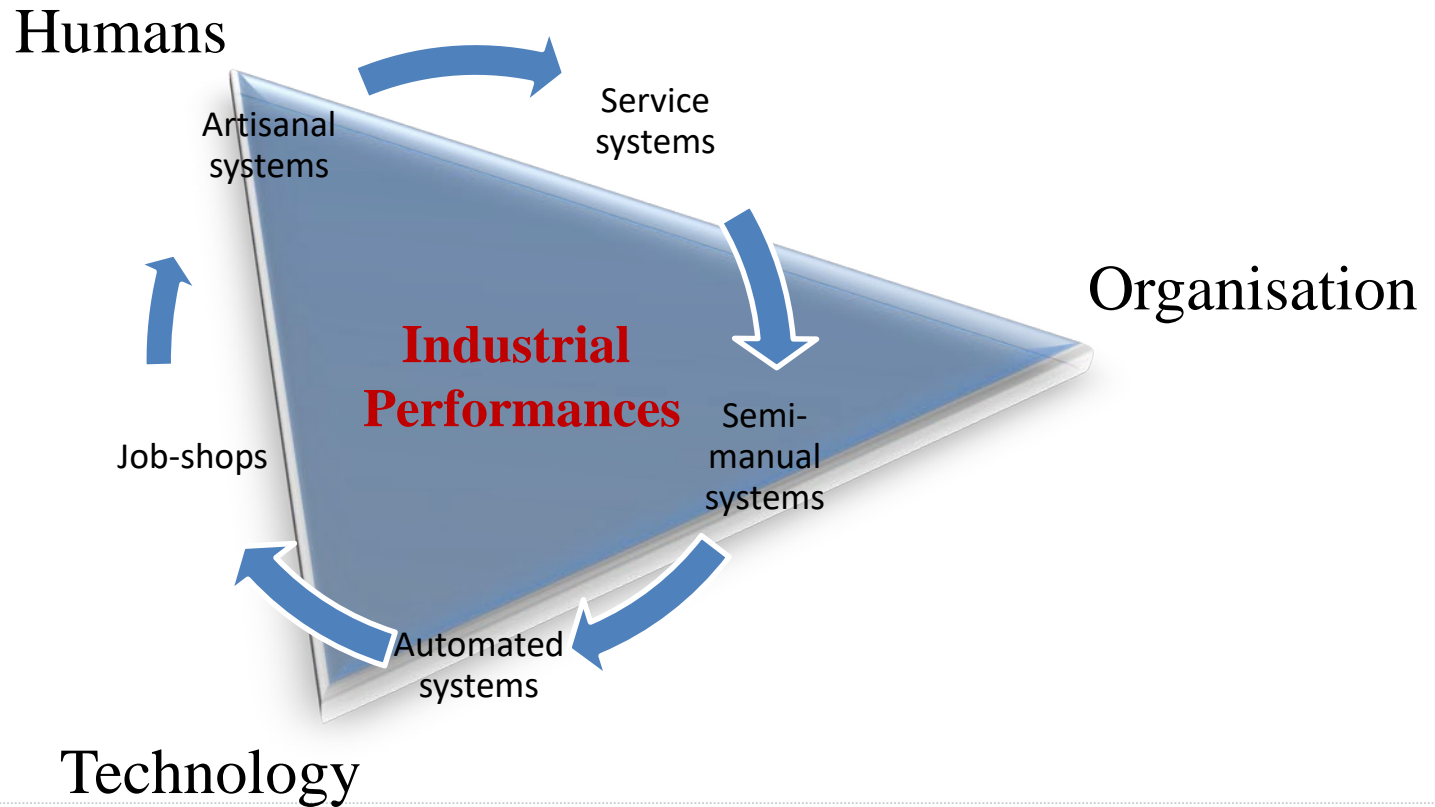 Humans
Artisanal
systems
Service
systems
Organisation
Industrial
Performances
Semi-
manual
systems
Job-shops
Automated
systems
Technology